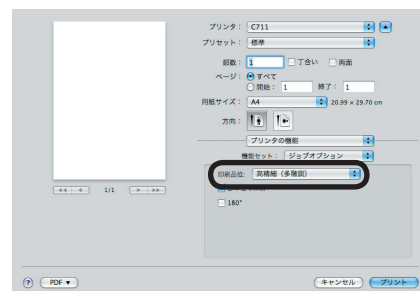 プリンタ： C711
プリセット： 標準
部数： 1 丁合い 両面
ページ： すべて
開始： 1 終了： 1
用紙サイズ： A4 20.99 x 29.70 cm
方向：
プリンタの機能
機能セット： ジョブオプション
印刷品位： 高精細（多階調）
180°
1/1
? PDF▼ キャンセル プリント